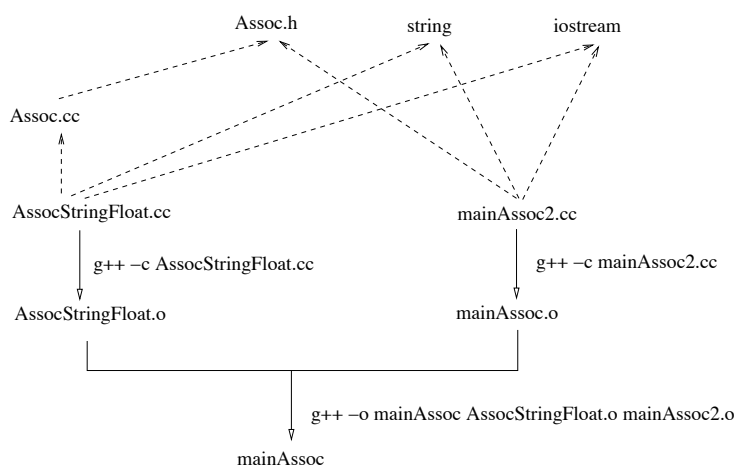 Assoc.h
string
iostream
Assoc.cc
AssocStringFloat.cc
mainAssoc2.cc
g++ −c AssocStringFloat.cc
g++ −c mainAssoc2.cc
AssocStringFloat.o
mainAssoc.o
g++ −o mainAssoc AssocStringFloat.o mainAssoc2.o
mainAssoc